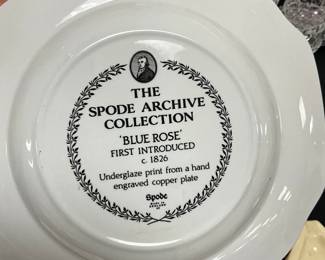 THE
SPODE ARCHIVE
COLLECTION
'BLUE ROSE'
FIRST INTRODUCED
c. 1826
Underglaze print from a hand
engraved copper plate
Spode